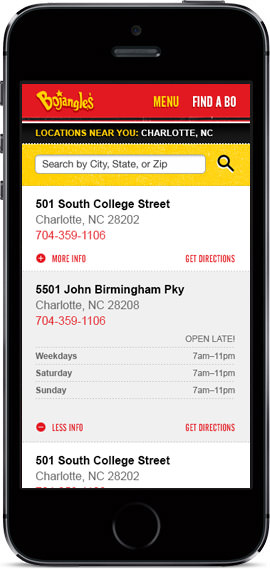 Bojangles
MENU FIND A BO
LOCATIONS NEAR YOU: CHARLOTTE, NC
Search by City, State, or Zip
501 South College Street
Charlotte, NC 28202
704-359-1106
MORE INFO GET DIRECTIONS
5501 John Birmingham Pky
Charlotte, NC 28208
704-359-1106
OPEN LATE!
Weekdays 7am–11pm
Saturday 7am–11pm
Sunday 7am–11pm
LESS INFO GET DIRECTIONS
501 South College Street
Charlotte, NC 28202
704-359-1106